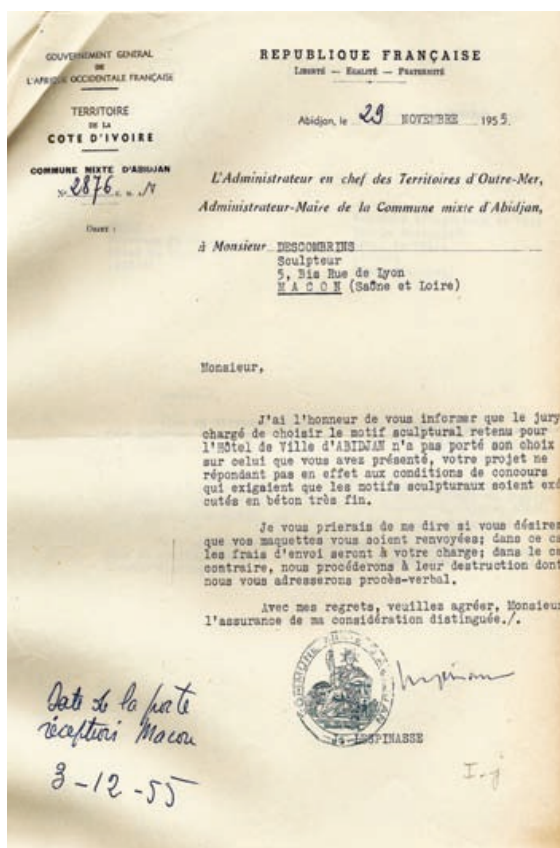 GOUVERNEMENT GENERAL
DE
L'AFRIQUE OCCIDENTALE FRANÇAISE
TERRITOIRE
DE LA
COTE D'IVOIRE
COMMUNE MIXTE D'ABIDJAN
N° 2876
OBJET :
REPUBLIQUE FRANÇAISE
LIBERTÉ — EGALITÉ — FRATERNITÉ
Abidjan, le 29 NOVEMBRE 1955.
L'Administrateur en chef des Territoires d'Outre-Mer,
Administrateur-Maire de la Commune mixte d'Abidjan,
à Monsieur DESCOMBRINS
Sculpteur
5, Bis Rue de Lyon
M A C O N (Saône et Loire)
Monsieur,
J'ai l'honneur de vous informer que le jury
chargé de choisir le motif sculptural retenu pour
l'Hôtel de Ville d'ABIDJAN n'a pas porté son choix
sur celui que vous avez présenté, votre projet ne
répondant pas en effet aux conditions de concours
qui exigaient que les motifs sculpturaux soient exé
cutés en béton très fin.
Je vous prierais de me dire si vous désirez
que vos maquettes vous soient renvoyées; dans ce ca
les frais d'envoi seront à votre charge; dans le ca
contraire, nous procéderons à leur destruction dont
nous vous adresserons procès-verbal.
Avec mes regrets, veuilles agréer, Monsieur
l'assurance de ma considération distinguée./.
COMMUNE
J. LESPINASSE
Date de la poste
réception Macon
3-12-55